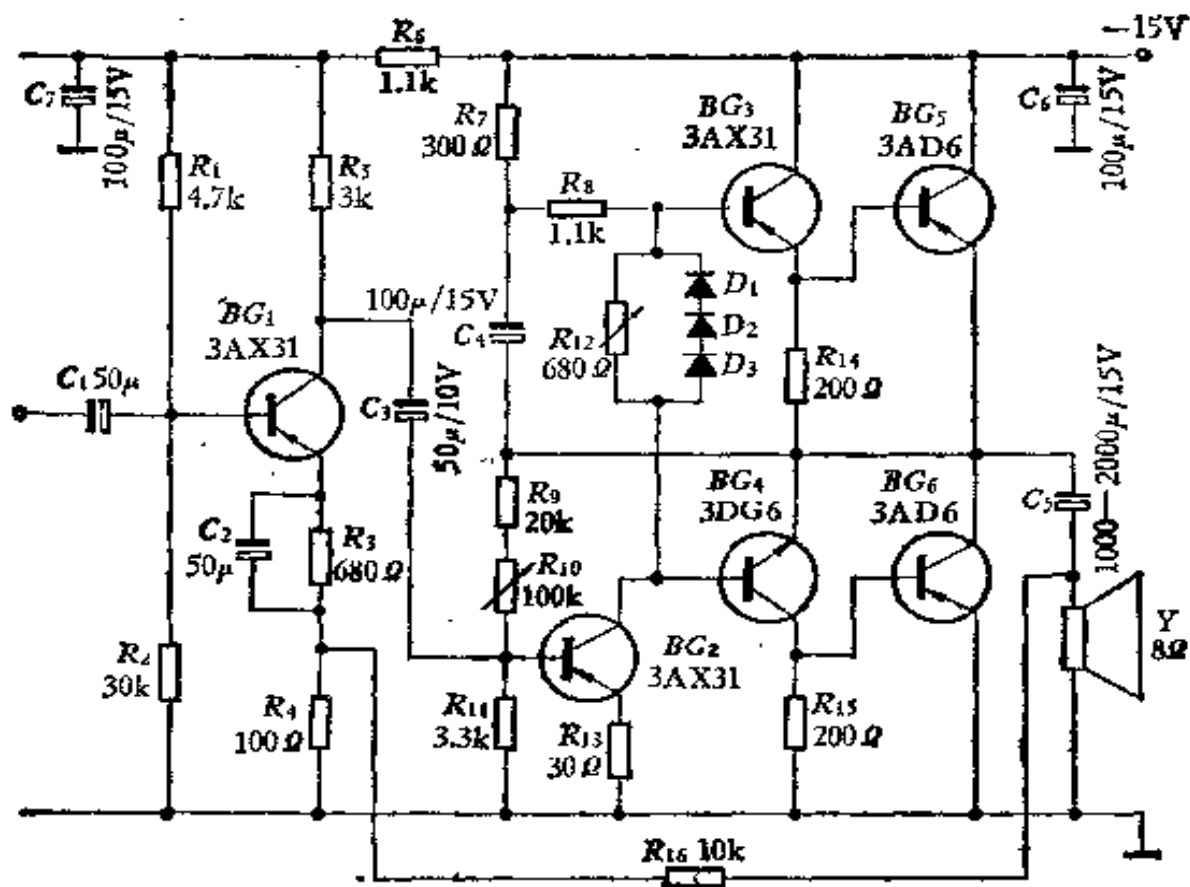 R₆
1.1k
−15V
C₇
100μ/15V
R₇
300Ω
BG₃
3AX31
BG₅
3AD6
C₆
100μ/15V
R₁
4.7k
R₅
3k
R₈
1.1k
100μ/15V
C₄
D₁
D₂
D₃
R₁₂
680Ω
R₁₄
200Ω
BG₁
3AX31
C₁ 50μ
C₃
50μ/10V
R₉
20k
BG₄
3DG6
BG₆
3AD6
C₅
1000—2000μ/15V
C₂
50μ
R₃
680Ω
R₁₀
100k
BG₂
3AX31
Y
8Ω
R₂
30k
R₄
100Ω
R₁₁
3.3k
R₁₃
30Ω
R₁₅
200Ω
R₁₆ 10k